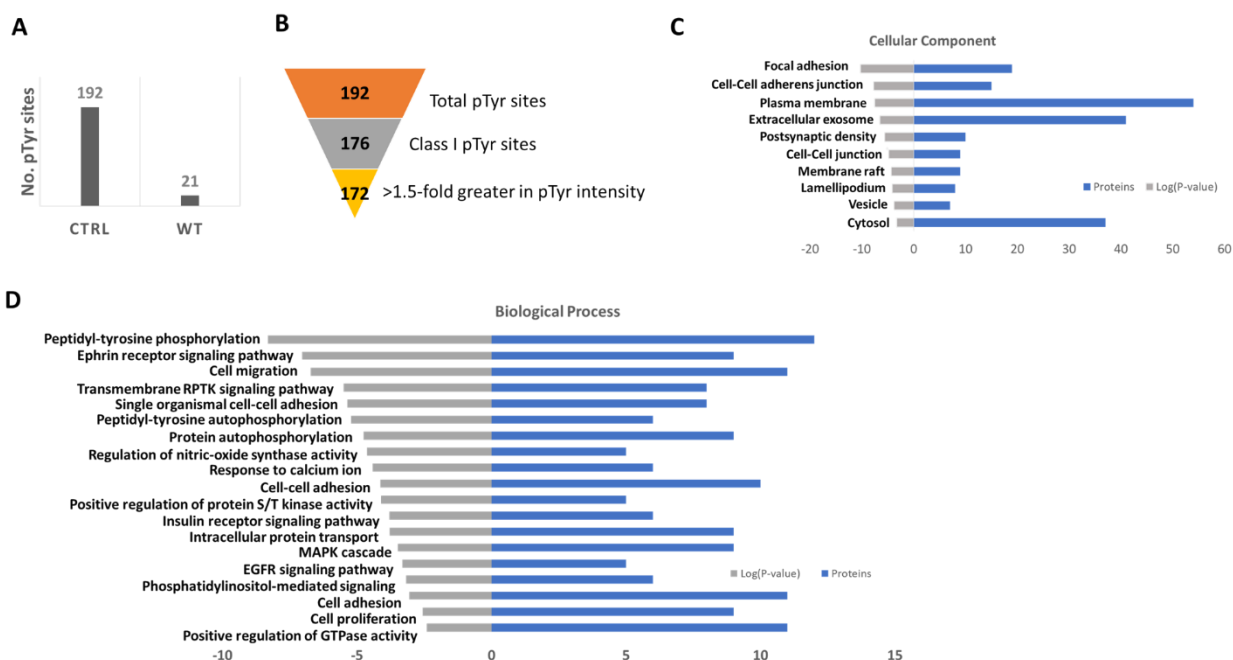 A
No. pTyr sites
192
21
CTRL
WT
B
192
Total pTyr sites
176
Class I pTyr sites
172
>1.5-fold greater in pTyr intensity
C
Cellular Component
Focal adhesion
Cell-Cell adherens junction
Plasma membrane
Extracellular exosome
Postsynaptic density
Cell-Cell junction
Membrane raft
Lamellipodium
Vesicle
Cytosol
Proteins Log(P-value)
-20 -10 0 10 20 30 40 50 60
D
Biological Process
Peptidyl-tyrosine phosphorylation
Ephrin receptor signaling pathway
Cell migration
Transmembrane RPTK signaling pathway
Single organismal cell-cell adhesion
Peptidyl-tyrosine autophosphorylation
Protein autophosphorylation
Regulation of nitric-oxide synthase activity
Response to calcium ion
Cell-cell adhesion
Positive regulation of protein S/T kinase activity
Insulin receptor signaling pathway
Intracellular protein transport
MAPK cascade
EGFR signaling pathway
Phosphatidylinositol-mediated signaling
Cell adhesion
Cell proliferation
Positive regulation of GTPase activity
Log(P-value) Proteins
-10 -5 0 5 10 15